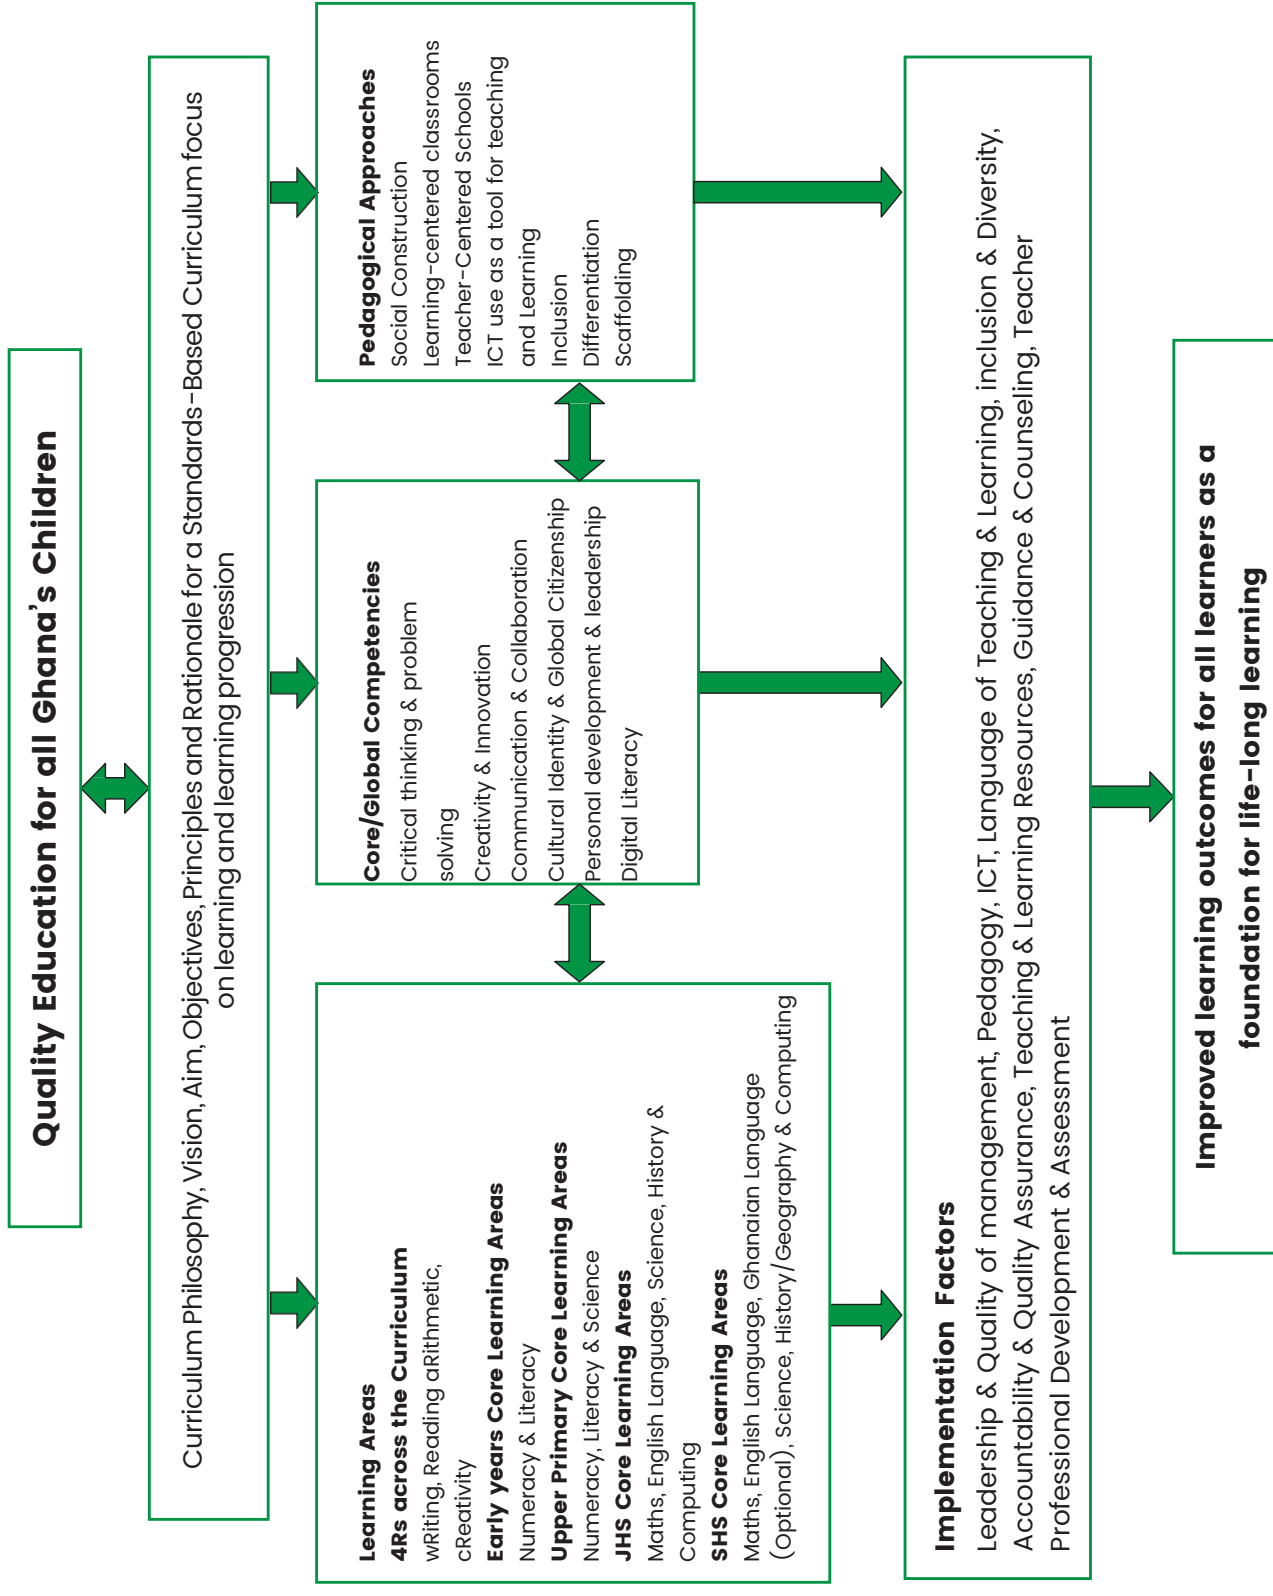 Quality Education for all Ghana's Children
Curriculum Philosophy, Vision, Aim, Objectives, Principles and Rationale for a Standards-Based Curriculum focus
on learning and learning progression
Learning Areas
4Rs across the Curriculum
wRiting, Reading aRithmetic,
cReativity
Early years Core Learning Areas
Numeracy & Literacy
Upper Primary Core Learning Areas
Numeracy, Literacy & Science
JHS Core Learning Areas
Maths, English Language, Science, History &
Computing
SHS Core Learning Areas
Maths, English Language, Ghanaian Language
(Optional), Science, History/Geography & Computing
Core/Global Competencies
Critical thinking & problem
solving
Creativity & Innovation
Communication & Collaboration
Cultural Identity & Global Citizenship
Personal development & leadership
Digital Literacy
Pedagogical Approaches
Social Construction
Learning-centered classrooms
Teacher-Centered Schools
ICT use as a tool for teaching
and Learning
Inclusion
Differentiation
Scaffolding
Implementation Factors
Leadership & Quality of management, Pedagogy, ICT, Language of Teaching & Learning, inclusion & Diversity,
Accountability & Quality Assurance, Teaching & Learning Resources, Guidance & Counseling, Teacher
Professional Development & Assessment
Improved learning outcomes for all learners as a
foundation for life-long learning